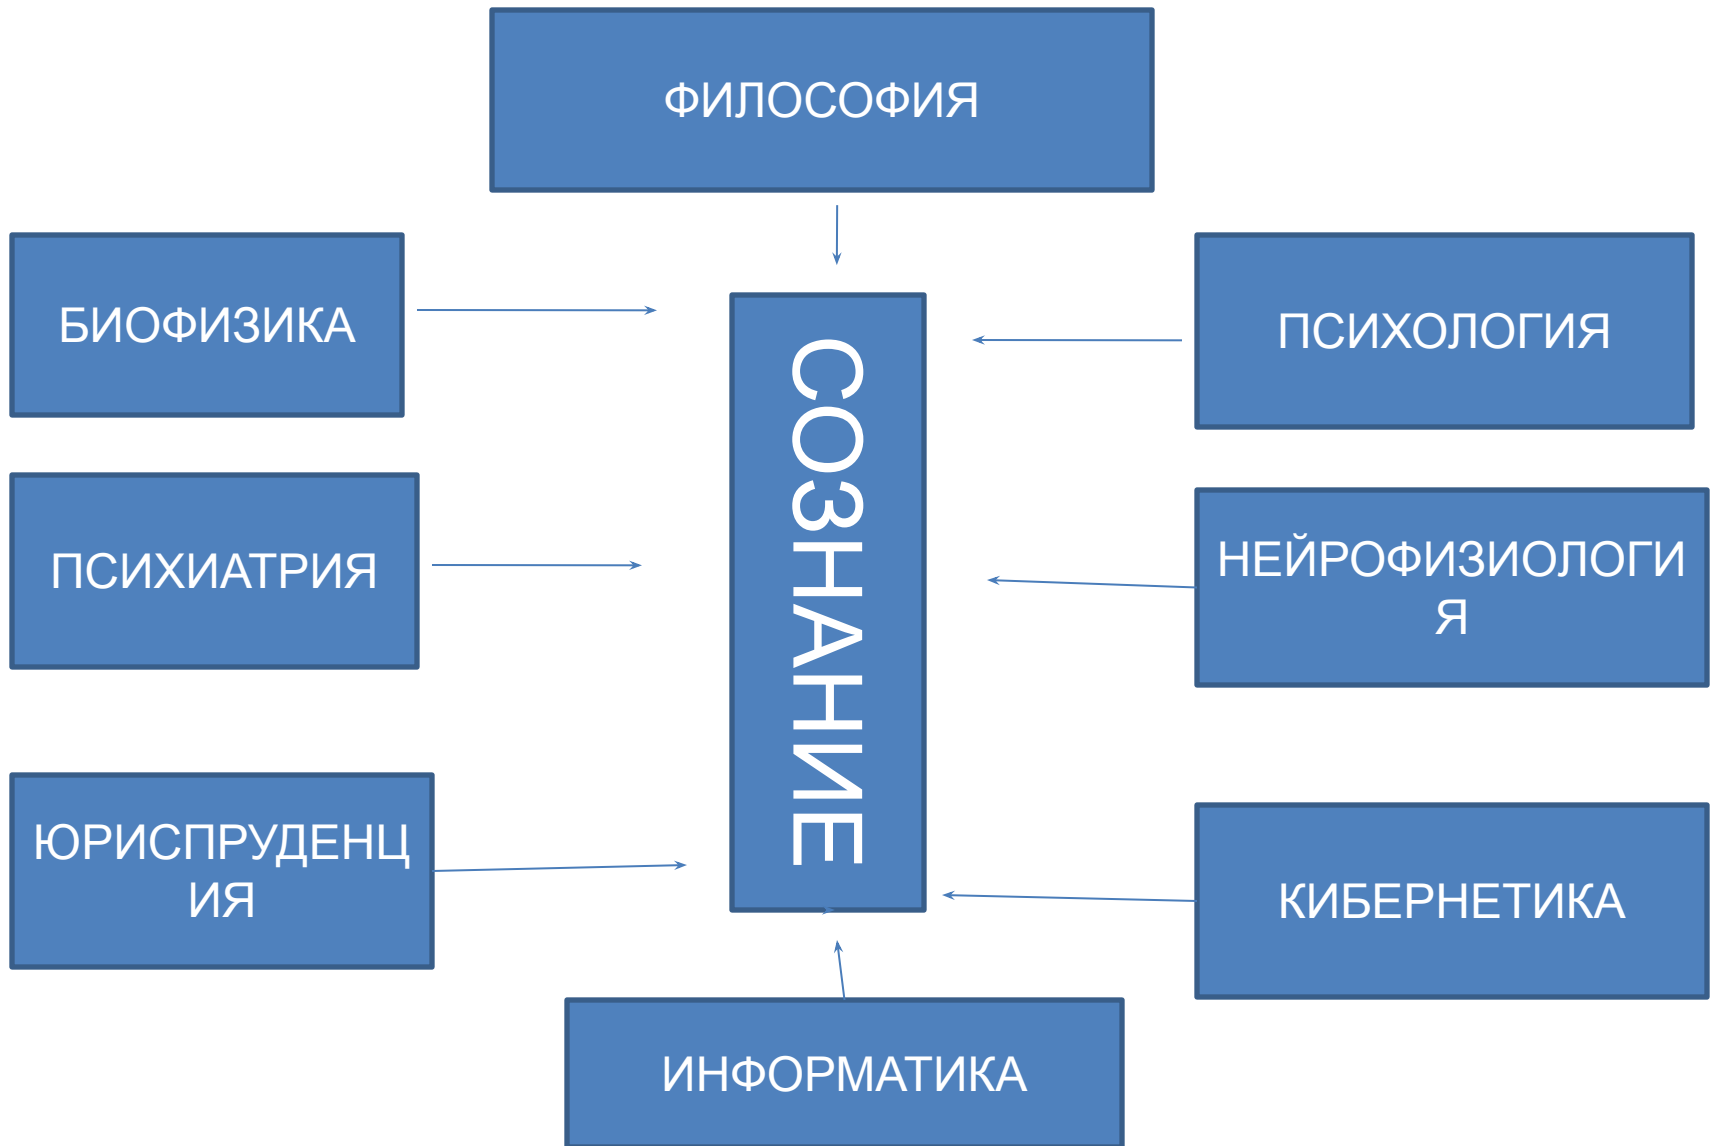 ФИЛОСОФИЯ
БИОФИЗИКА
ПСИХОЛОГИЯ
СОЗНАНИЕ
ПСИХИАТРИЯ
НЕЙРОФИЗИОЛОГИ
Я
ЮРИСПРУДЕНЦ
ИЯ
КИБЕРНЕТИКА
ИНФОРМАТИКА